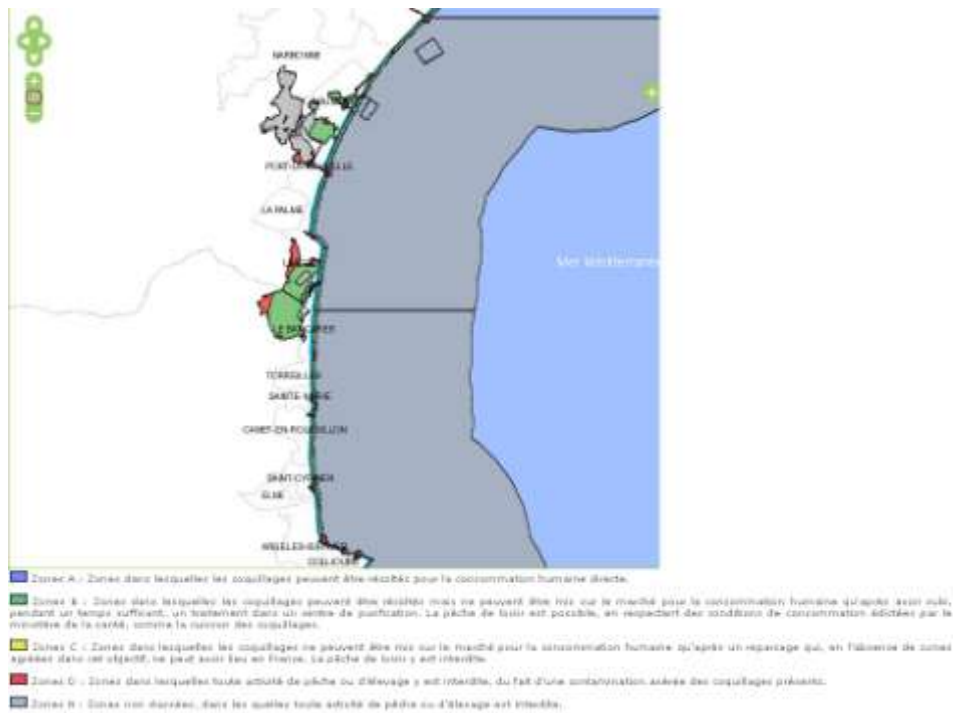 NARBONNE
LA PALME
LE BARCARES
TORREILLES
SAINTE-MARIE
CANET-EN-ROUSSILLON
SAINT-CYPRIEN
ELNE
COLLIOURE
Mer Méditerranée
Zones A : Zones dans lesquelles les coquillages peuvent être récoltés pour la consommation humaine directe.
Zones B : Zones dans lesquelles les coquillages peuvent être récoltés mais ne peuvent être mis sur le marché pour la consommation humaine qu'après avoir subi,
pendant un temps suffisant, un traitement dans un centre de purification. La pêche de loisir est possible, en respectant des conditions de consommation édictées par le
ministère de la santé, comme la cuisson des coquillages.
Zones C : Zones dans lesquelles les coquillages ne peuvent être mis sur le marché pour la consommation humaine qu'après un reparcage qui, en l'absence de zones
agréées dans cet objectif, ne peut avoir lieu en France. La pêche de loisir y est interdite.
Zones D : Zones dans lesquelles toute activité de pêche ou d'élevage y est interdite, du fait d'une contamination avérée des coquillages présents.
Zones N : Zones non classées, dans les quelles toute activité de pêche ou d'élevage est interdite.